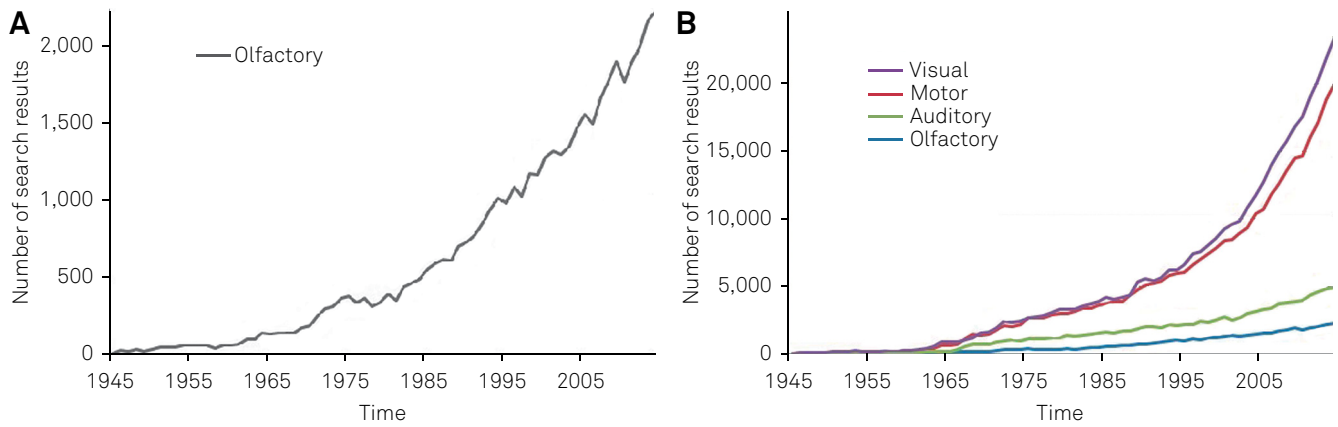 A
Number of search results
2,000
1,500
1,000
500
0
Olfactory
1945 1955 1965 1975 1985 1995 2005
Time
B
Number of search results
20,000
15,000
10,000
5,000
0
Visual
Motor
Auditory
Olfactory
1945 1955 1965 1975 1985 1995 2005
Time